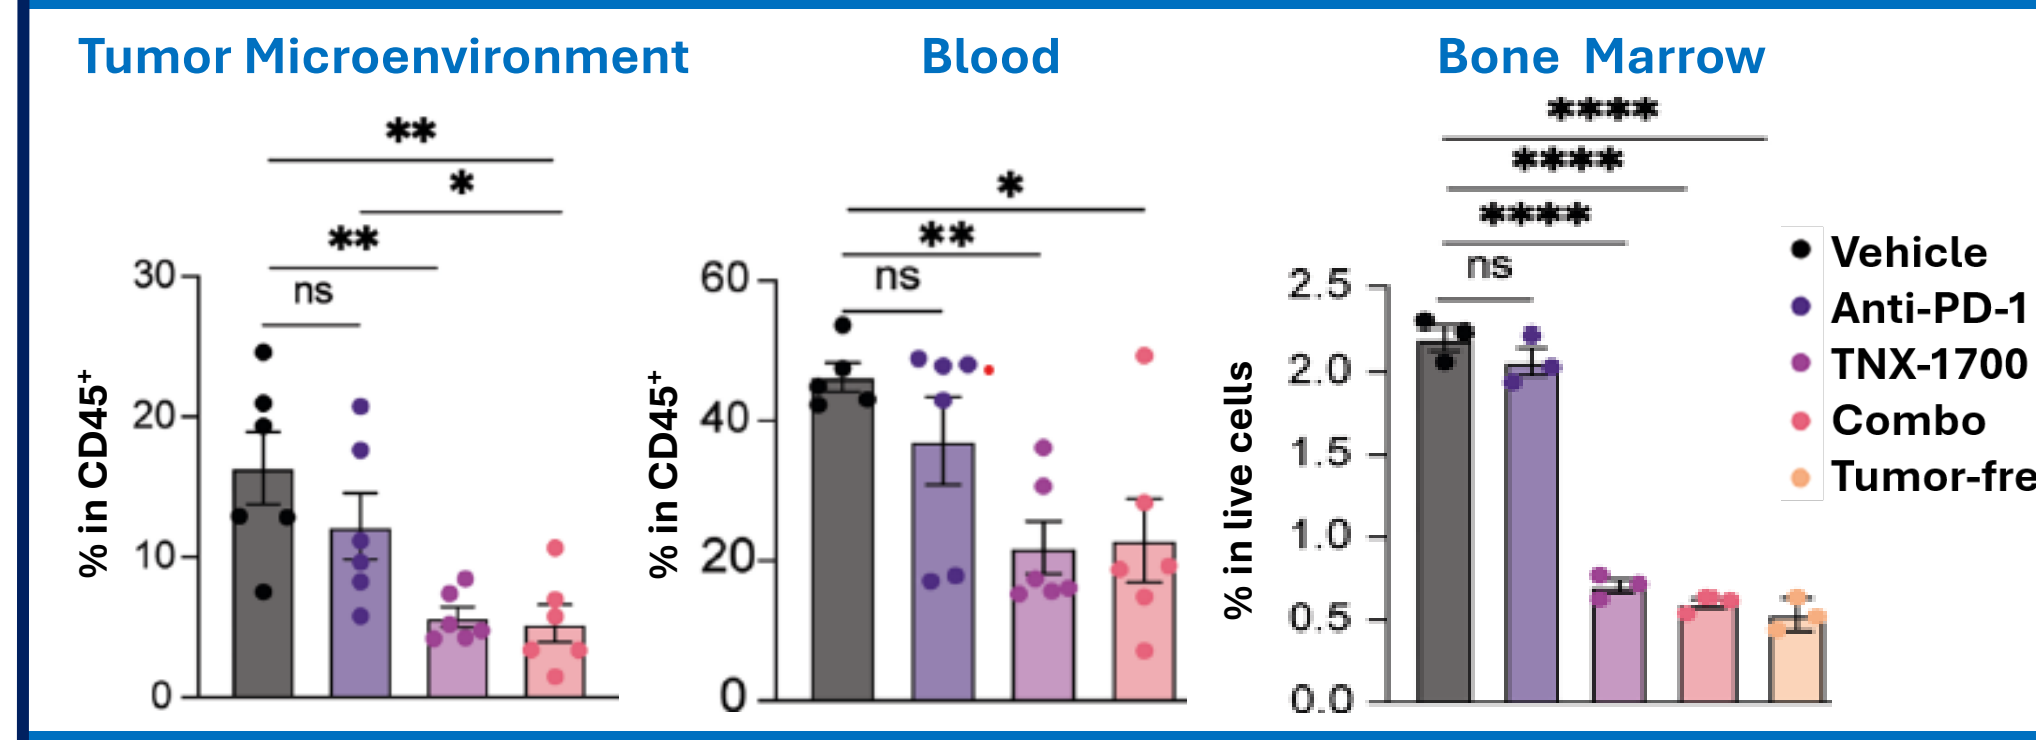 Tumor Microenvironment
**
*
**
ns
30
20
10
0
% in CD45+
Blood
*
**
ns
60
40
20
0
% in CD45+
Bone Marrow
****
****
****
ns
2.5
2.0
1.5
1.0
0.5
0.0
% in live cells
Vehicle
Anti-PD-1
TNX-1700
Combo
Tumor-fre